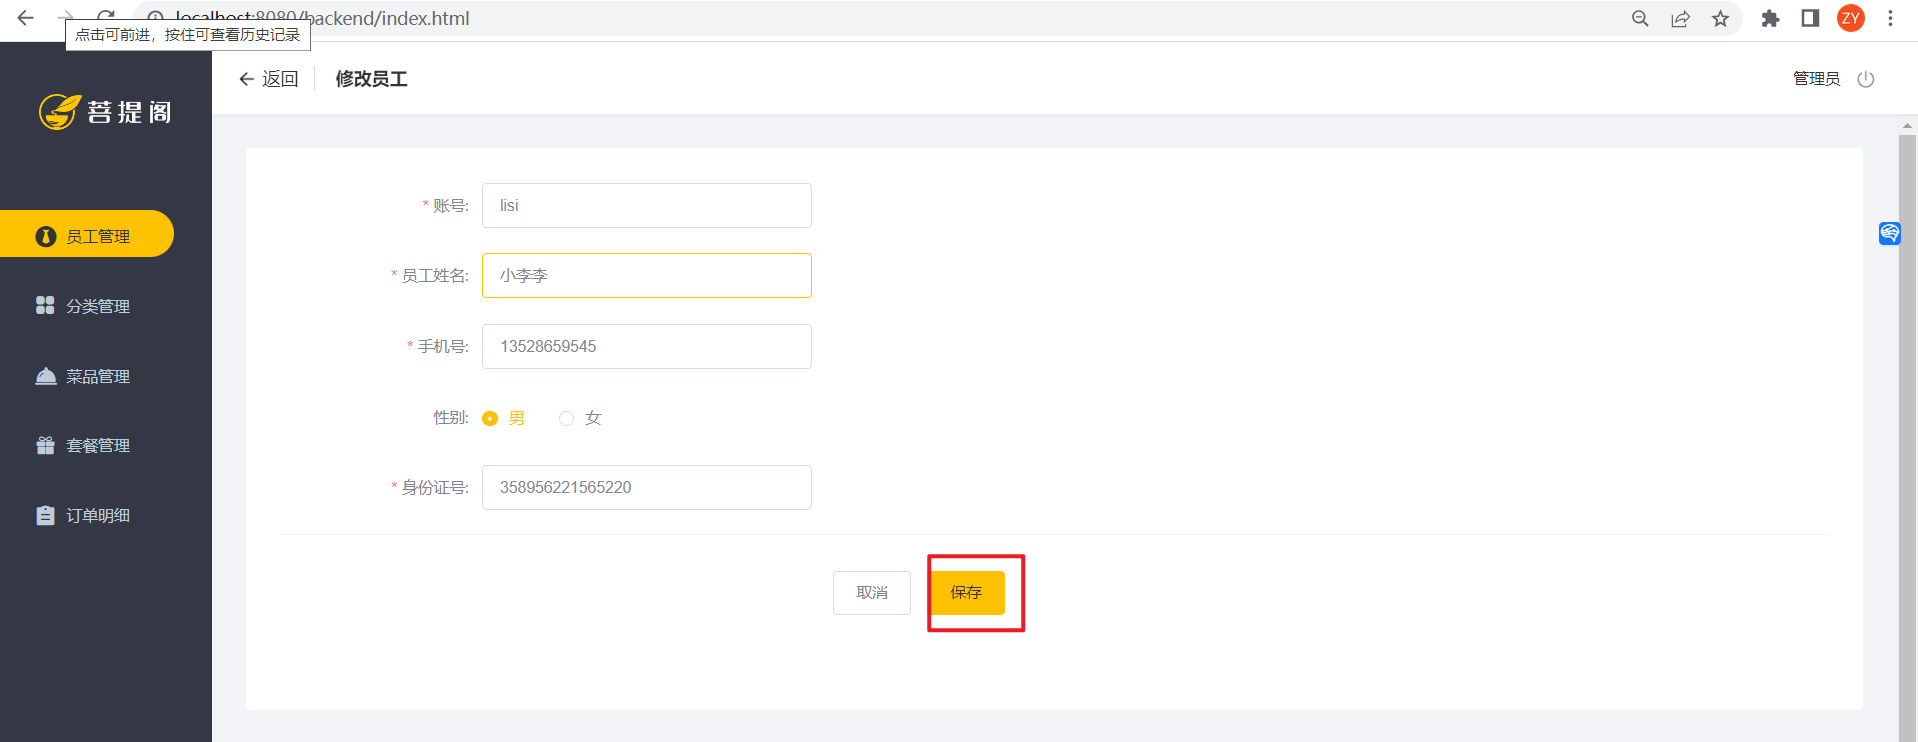 localhost:8080/backend/index.html
ZY
点击可前进，按住可查看历史记录
菩提阁
返回
修改员工
管理员
员工管理
分类管理
菜品管理
套餐管理
订单明细
* 账号:
lisi
* 员工姓名:
小李李
* 手机号:
13528659545
性别:
男
女
* 身份证号:
358956221565220
取消
保存